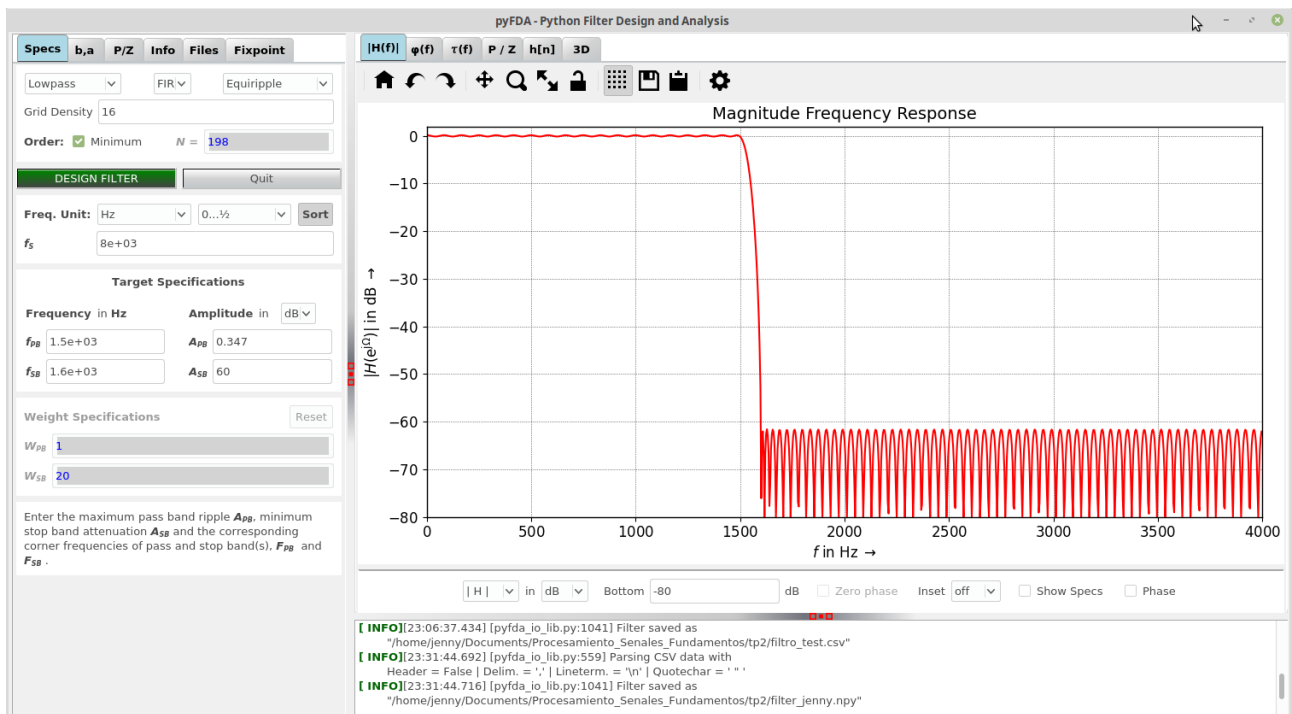 pyFDA - Python Filter Design and Analysis
Specs b,a P/Z Info Files Fixpoint
Lowpass FIR Equiripple
Grid Density 16
Order: Minimum N = 198
DESIGN FILTER Quit
Freq. Unit: Hz 0...½ Sort
fS 8e+03
Target Specifications
Frequency in Hz Amplitude in dB
fPB 1.5e+03 APB 0.347
fSB 1.6e+03 ASB 60
Weight Specifications Reset
WPB 1
WSB 20
Enter the maximum pass band ripple APB, minimum
stop band attenuation ASB and the corresponding
corner frequencies of pass and stop band(s), FPB and
FSB .
|H(f)| φ(f) τ(f) P / Z h[n] 3D
Magnitude Frequency Response
|H(e^jΩ)| in dB →
0
−10
−20
−30
−40
−50
−60
−70
−80
0 500 1000 1500 2000 2500 3000 3500 4000
f in Hz →
| H | in dB Bottom -80 dB Zero phase Inset off Show Specs Phase
[ INFO][23:06:37.434] [pyfda_io_lib.py:1041] Filter saved as
"/home/jenny/Documents/Procesamiento_Senales_Fundamentos/tp2/filtro_test.csv"
[ INFO][23:31:44.692] [pyfda_io_lib.py:559] Parsing CSV data with
Header = False | Delim. = ',' | Lineterm. = '\n' | Quotechar = ' " '
[ INFO][23:31:44.716] [pyfda_io_lib.py:1041] Filter saved as
"/home/jenny/Documents/Procesamiento_Senales_Fundamentos/tp2/filter_jenny.npy"